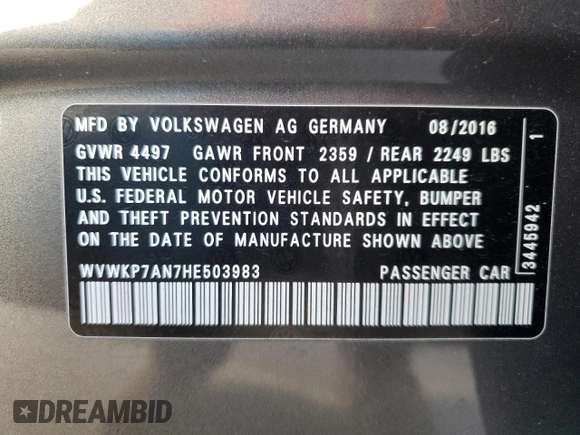 MFD BY VOLKSWAGEN AG GERMANY 08/2016
GVWR 4497 GAWR FRONT 2359 / REAR 2249 LBS
THIS VEHICLE CONFORMS TO ALL APPLICABLE
U.S. FEDERAL MOTOR VEHICLE SAFETY, BUMPER
AND THEFT PREVENTION STANDARDS IN EFFECT
ON THE DATE OF MANUFACTURE SHOWN ABOVE
WVWKP7AN7HE503983 PASSENGER CAR
3446942 1
DREAMBID